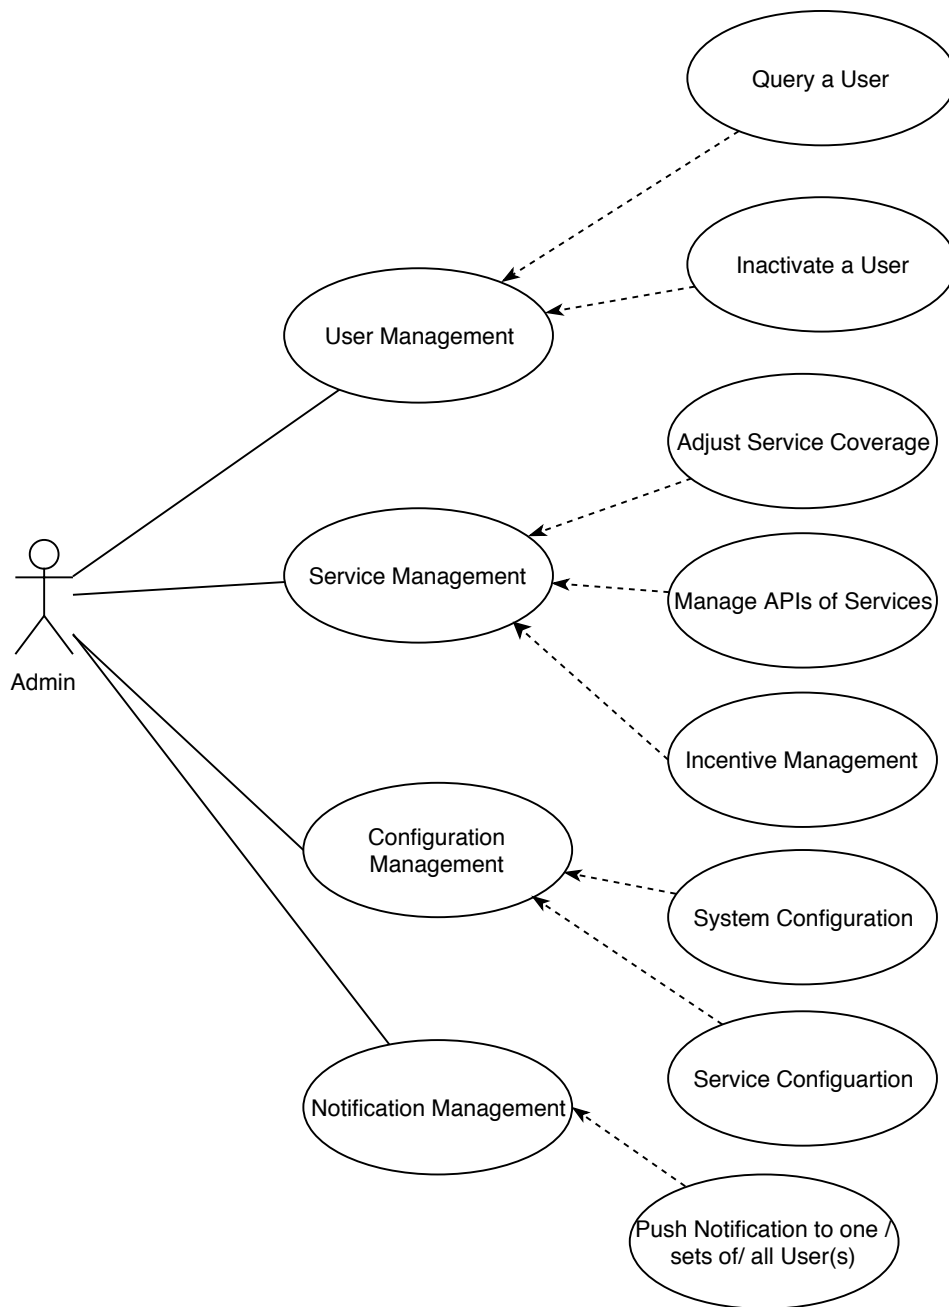 Query a User
Inactivate a User
User Management
Adjust Service Coverage
Service Management
Manage APIs of Services
Admin
Incentive Management
Configuration
Management
System Configuration
Service Configuartion
Notification Management
Push Notification to one /
sets of/ all User(s)